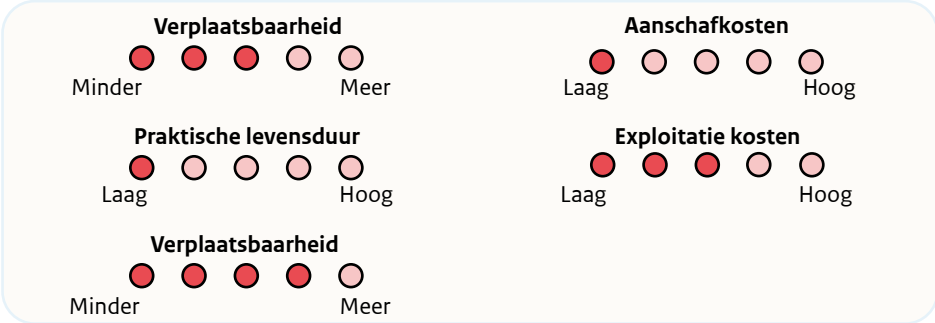 Verplaatsbaarheid
Minder Meer
Praktische levensduur
Laag Hoog
Verplaatsbaarheid
Minder Meer
Aanschafkosten
Laag Hoog
Exploitatie kosten
Laag Hoog